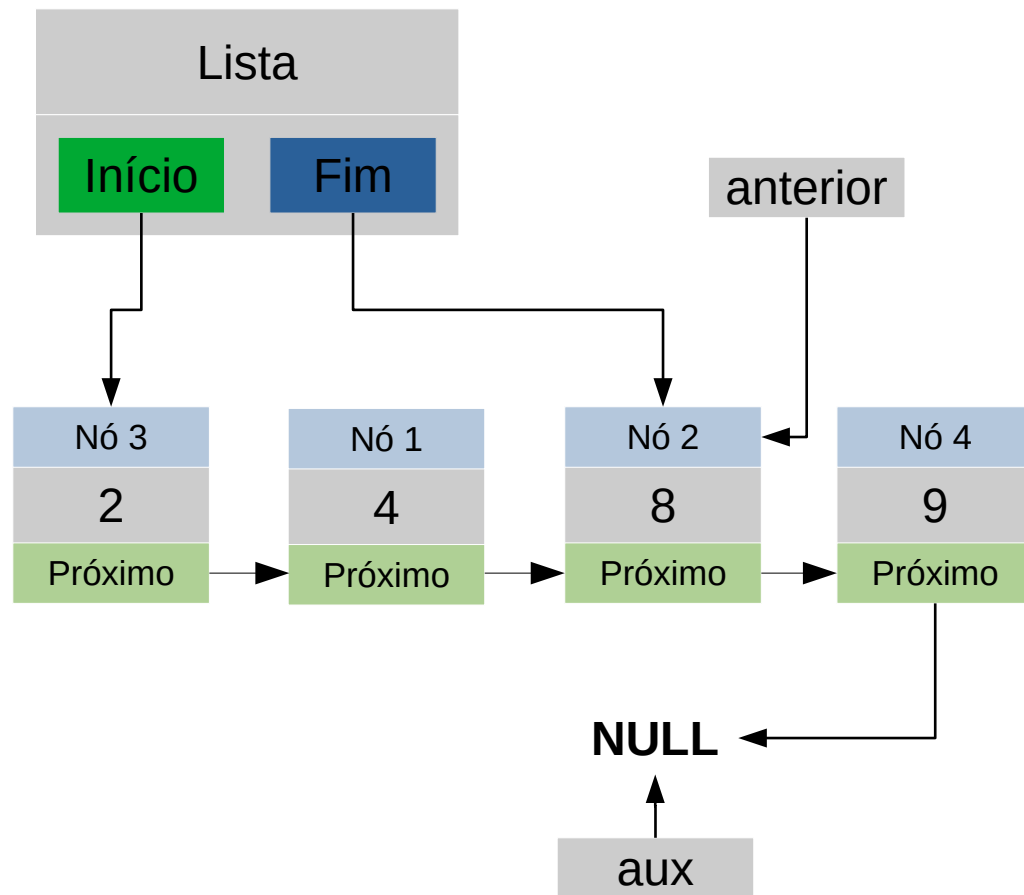 Lista
Início
Fim
anterior
Nó 3
Nó 1
Nó 2
Nó 4
2
4
8
9
Próximo
Próximo
Próximo
Próximo
NULL
aux